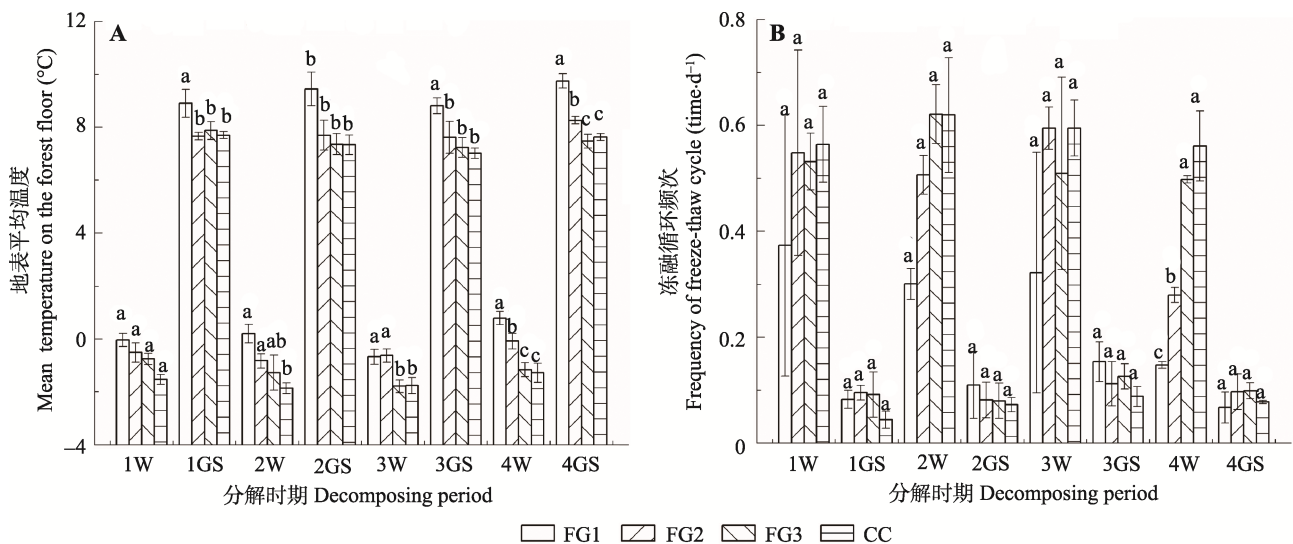 A
12
8
4
0
–4
地表平均温度
Mean temperature on the forest floor (°C)
a b b b
b b b b
a b b b
a b c c
a a a a
a a ab b
a a b b
a b c c
1W 1GS 2W 2GS 3W 3GS 4W 4GS
分解时期 Decomposing period
B
0.8
0.6
0.4
0.2
0
冻融循环频次
Frequency of freeze-thaw cycle (time·d⁻¹)
a a a a
a a a a
a a a a
a a a a
a a a a
a a a a
c b a a
a a a a
1W 1GS 2W 2GS 3W 3GS 4W 4GS
分解时期 Decomposing period
FG1 FG2 FG3 CC